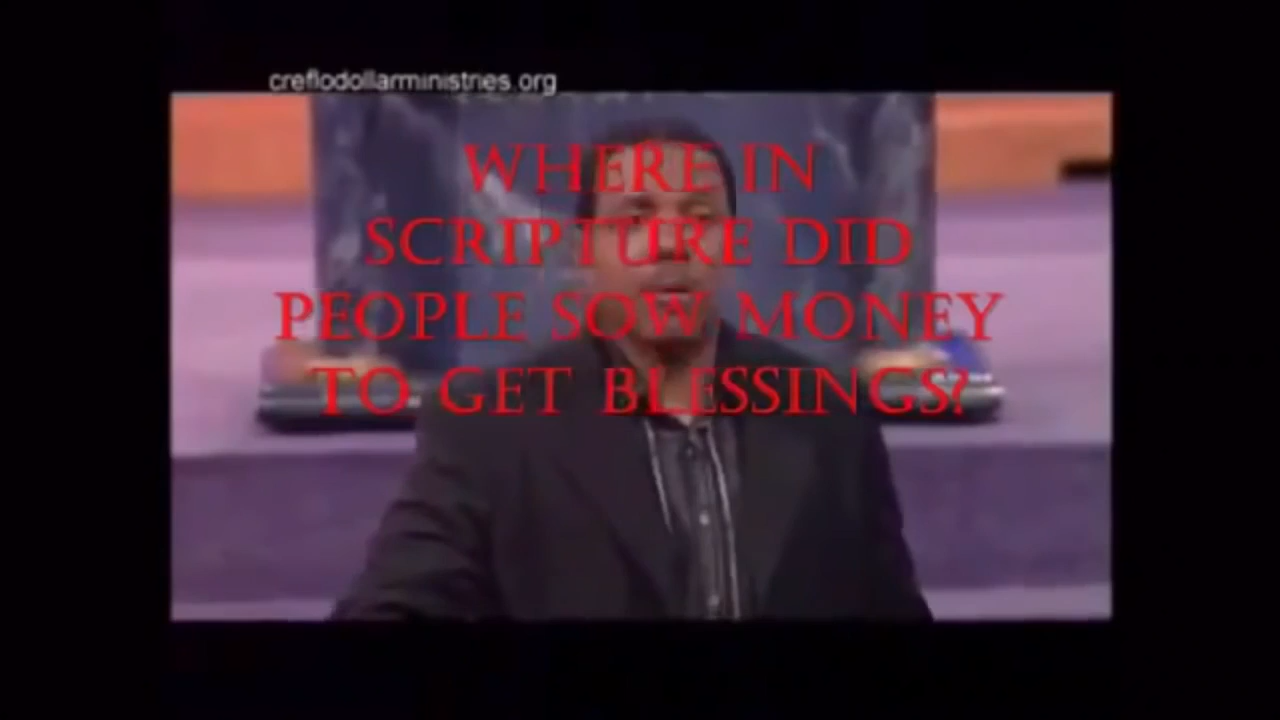 creflodollarministries.org
WHERE IN
SCRIPTURE DID
PEOPLE SOW MONEY
TO GET BLESSINGS?